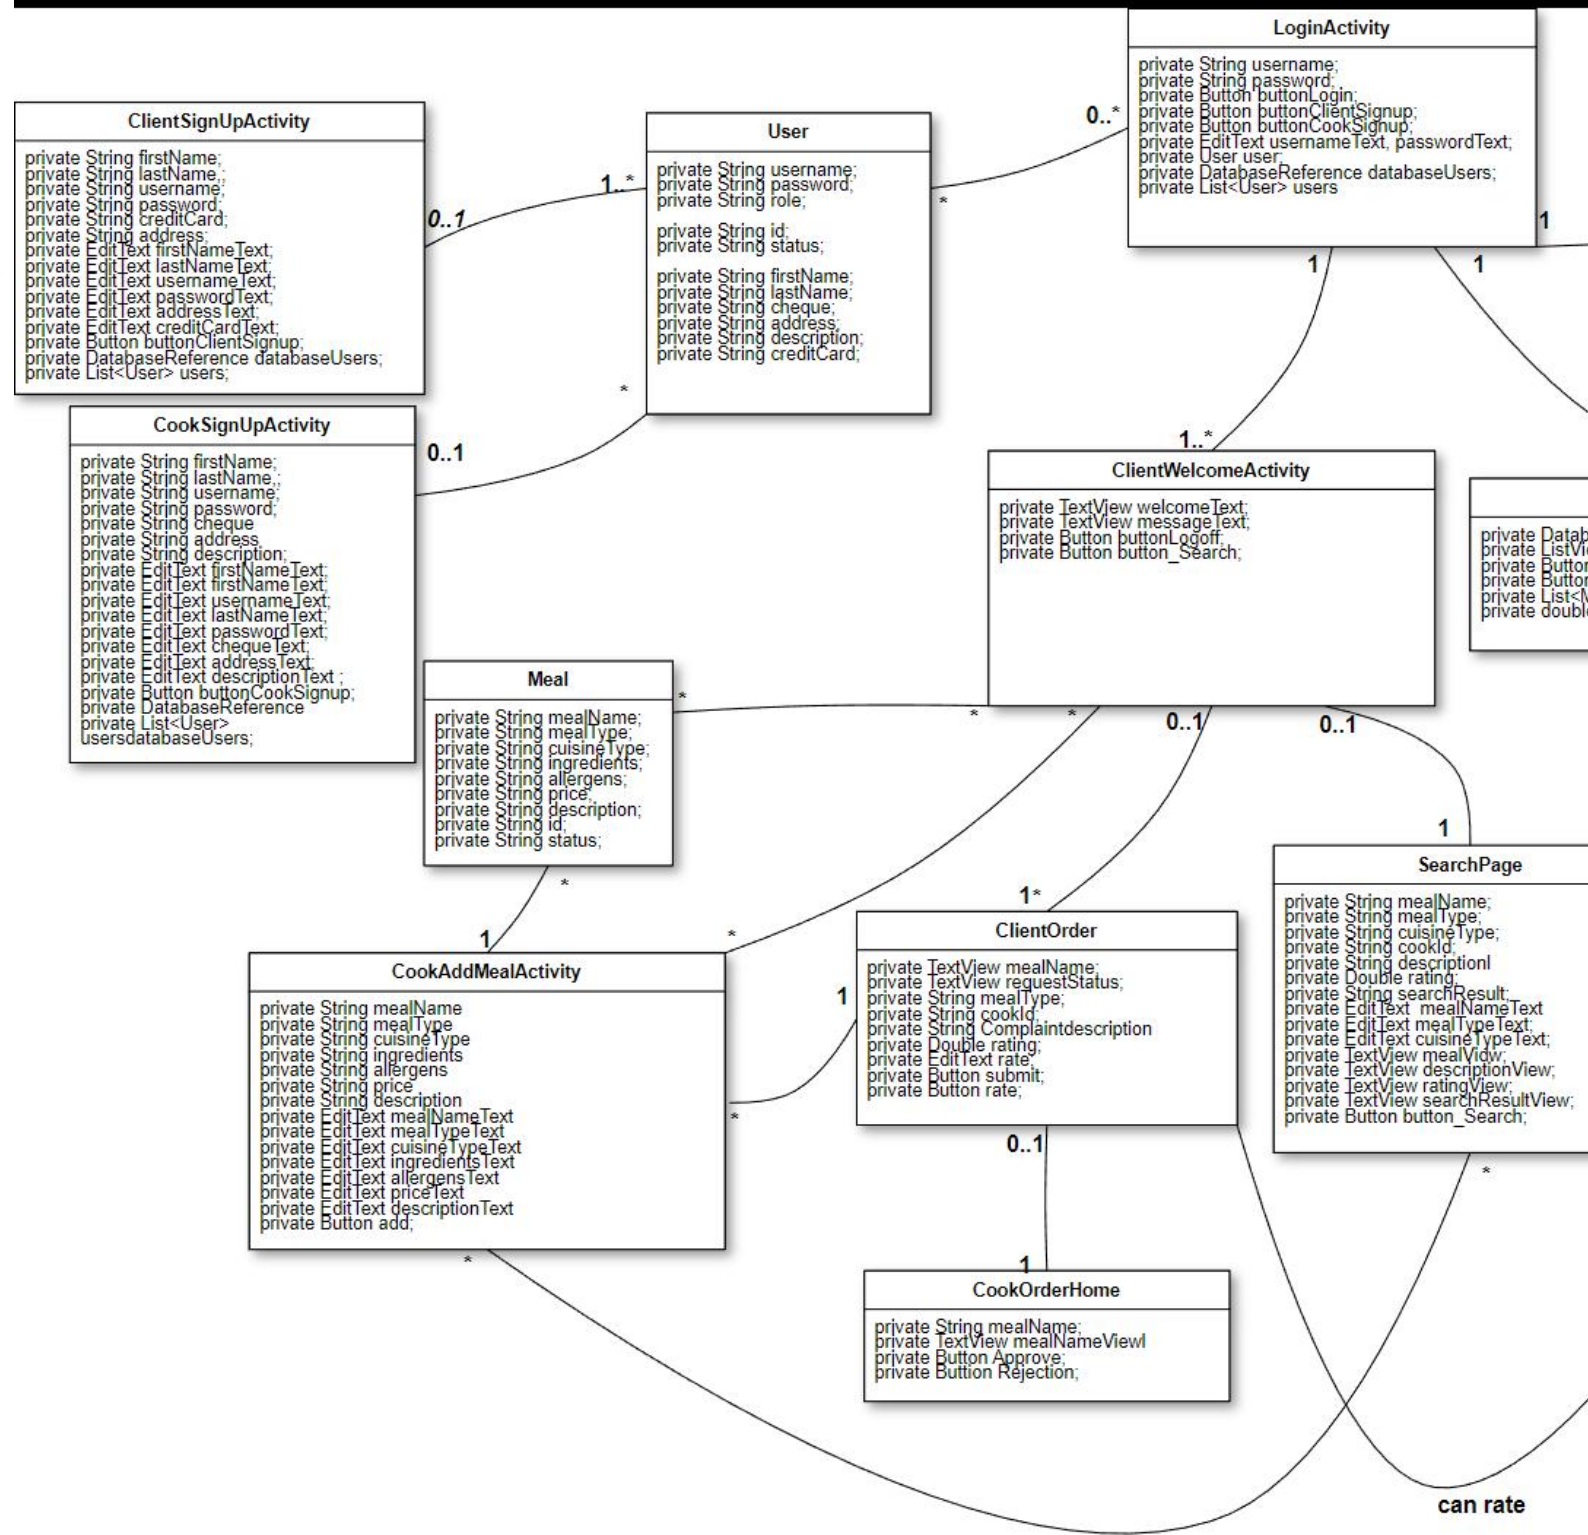 LoginActivity
private String username;
private String password;
private Button buttonLogin;
private Button buttonClientSignup;
private Button buttonCookSignup;
private EditText usernameText, passwordText;
private User user;
private DatabaseReference databaseUsers;
private List<User> users
0..*
1
1
1
ClientSignUpActivity
private String firstName;
private String lastName,;
private String username;
private String password;
private String creditCard;
private String address;
private EditText firstNameText;
private EditText lastNameText;
private EditText usernameText;
private EditText passwordText;
private EditText addressText;
private EditText creditCardText;
private Button buttonClientSignup;
private DatabaseReference databaseUsers;
private List<User> users;
0..1
1..*
User
private String username;
private String password;
private String role;
private String id;
private String status;
private String firstName;
private String lastName;
private String cheque;
private String address;
private String description;
private String creditCard;
*
*
CookSignUpActivity
private String firstName;
private String lastName,;
private String username;
private String password;
private String cheque
private String address
private String description;
private EditText firstNameText;
private EditText firstNameText;
private EditText usernameText;
private EditText lastNameText;
private EditText passwordText;
private EditText chequeText;
private EditText addressText;
private EditText descriptionText ;
private Button buttonCookSignup;
private DatabaseReference
private List<User>
usersdatabaseUsers;
0..1
1..*
ClientWelcomeActivity
private TextView welcomeText;
private TextView messageText;
private Button buttonLogoff;
private Button button_Search;
*
*
0..1
0..1
private Datab
private ListVi
private Button
private Button
private List<M
private double
Meal
private String mealName;
private String mealType;
private String cuisineType;
private String ingredients;
private String allergens;
private String price;
private String description;
private String id;
private String status;
*
*
1
*
CookAddMealActivity
private String mealName
private String mealType
private String cuisineType
private String ingredients
private String allergens
private String price
private String description
private EditText mealNameText
private EditText mealTypeText
private EditText cuisineTypeText
private EditText ingredientsText
private EditText allergensText
private EditText priceText
private EditText descriptionText
private Button add;
*
*
1
1*
ClientOrder
private TextView mealName;
private TextView requestStatus;
private String mealType;
private String cookId;
private String Complaintdescription
private Double rating;
private EditText rate;
private Button submit;
private Button rate;
0..1
1
CookOrderHome
private String mealName;
private TextView mealNameViewl
private Button Approve;
private Buttion Rejection;
1
SearchPage
private String mealName;
private String mealType;
private String cuisineType;
private String cookId;
private String descriptionl
private Double rating;
private String searchResult;
private EditText mealNameText
private EditText mealTypeText;
private EditText cuisineTypeText;
private TextView mealVidw;
private TextView descriptionView;
private TextView ratingView;
private TextView searchResultView;
private Button button_Search;
*
can rate